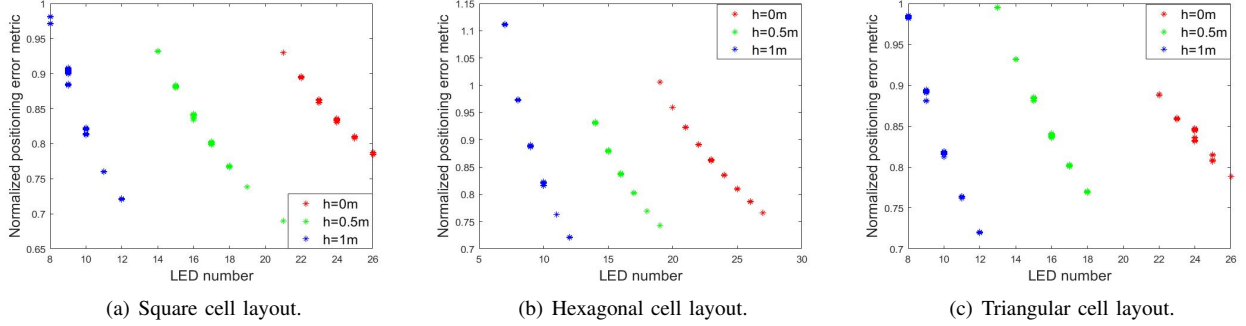 1
0.95
0.9
0.85
0.8
0.75
0.7
0.65
8 10 12 14 16 18 20 22 24 26
Normalized positioning error metric
LED number
h=0m
h=0.5m
h=1m
(a) Square cell layout.
1.15
1.1
1.05
1
0.95
0.9
0.85
0.8
0.75
0.7
5 10 15 20 25 30
Normalized positioning error metric
LED number
h=0m
h=0.5m
h=1m
(b) Hexagonal cell layout.
1
0.95
0.9
0.85
0.8
0.75
0.7
8 10 12 14 16 18 20 22 24 26
Normalized positioning error metric
LED number
h=0m
h=0.5m
h=1m
(c) Triangular cell layout.